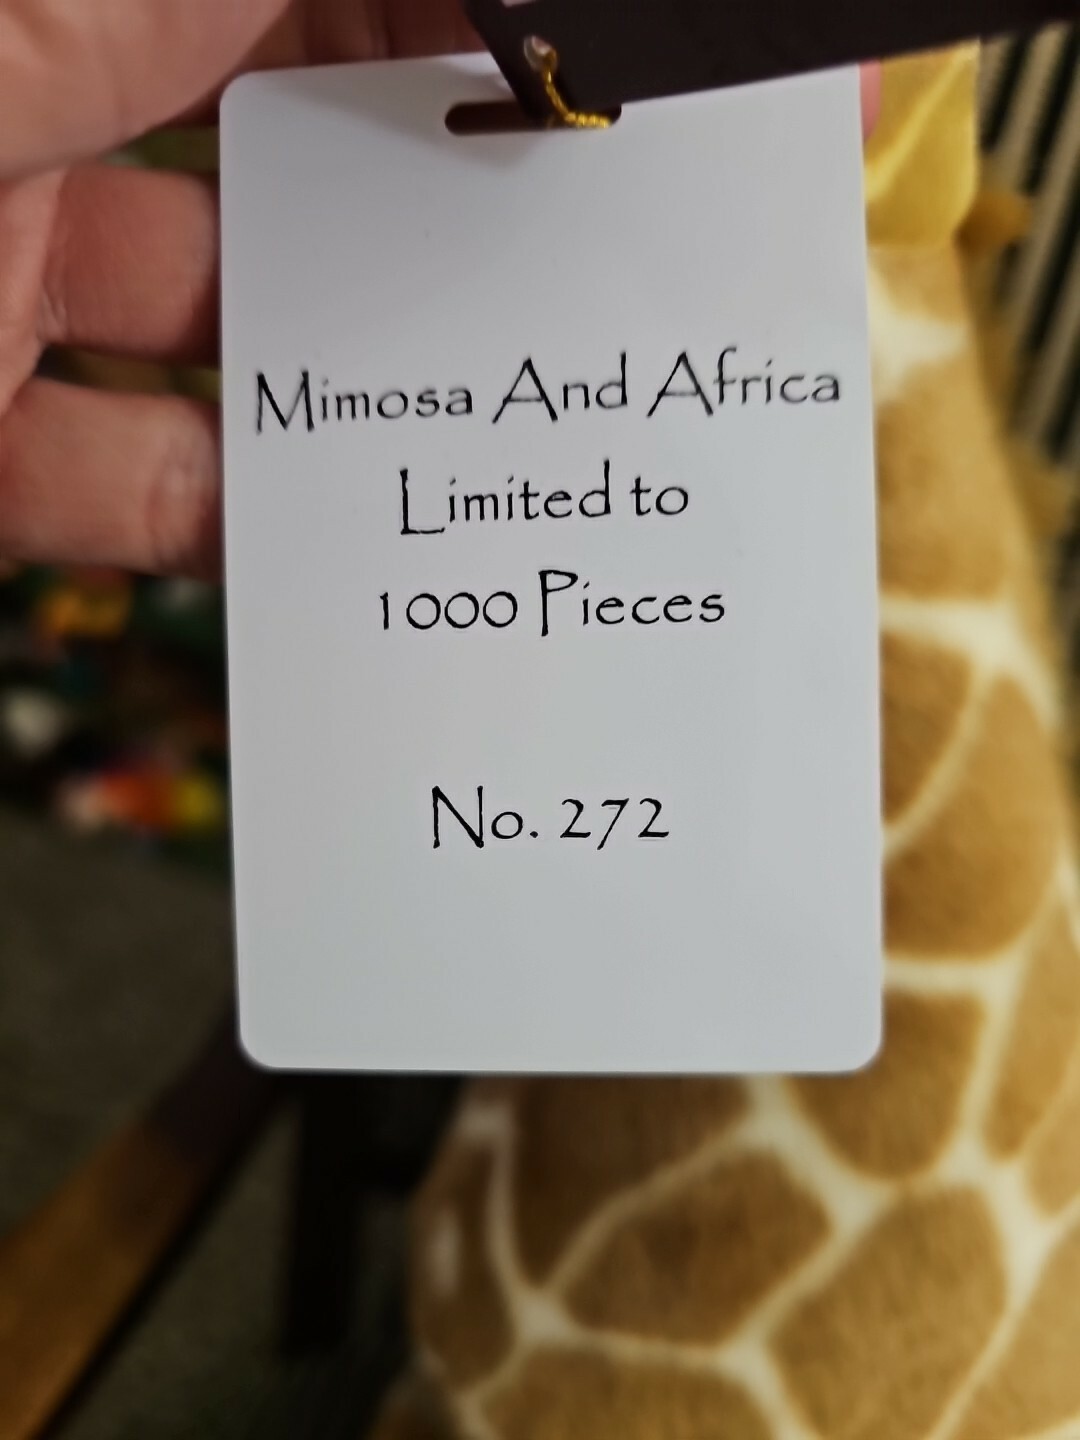 Mimosa And Africa
Limited to
1000 Pieces
No. 272